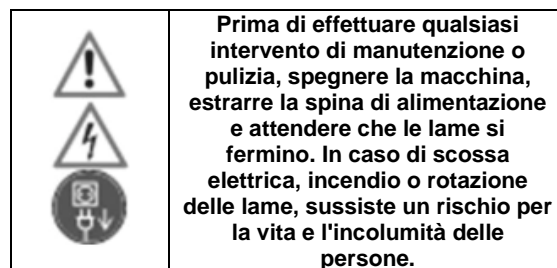 Prima di effettuare qualsiasi
intervento di manutenzione o
pulizia, spegnere la macchina,
estrarre la spina di alimentazione
e attendere che le lame si
fermino. In caso di scossa
elettrica, incendio o rotazione
delle lame, sussiste un rischio per
la vita e l'incolumità delle
persone.